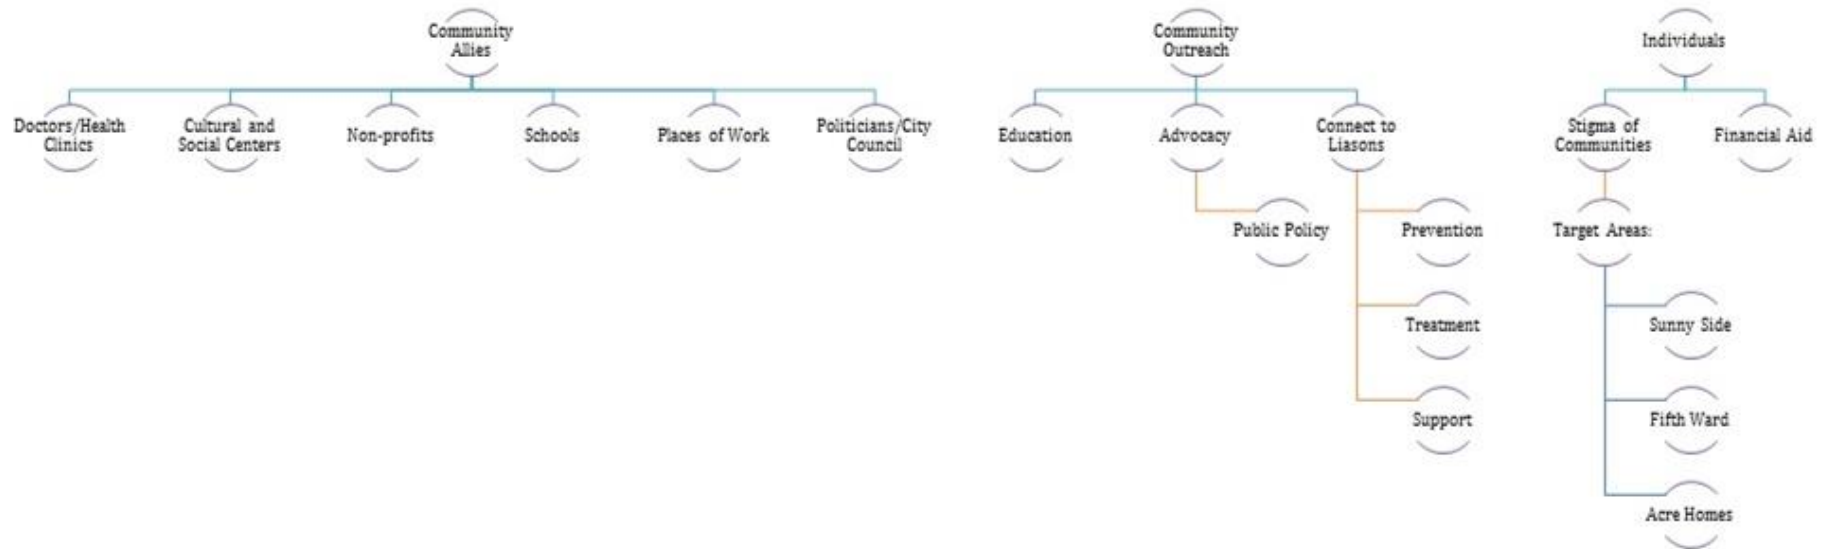 Community
Allies
Doctors/Health
Clinics
Cultural and
Social Centers
Non-profits
Schools
Places of Work
Politicians/City
Council
Community
Outreach
Education
Advocacy
Public Policy
Connect to
Liasons
Prevention
Treatment
Support
Individuals
Stigma of
Communities
Target Areas:
Sunny Side
Fifth Ward
Acre Homes
Financial Aid